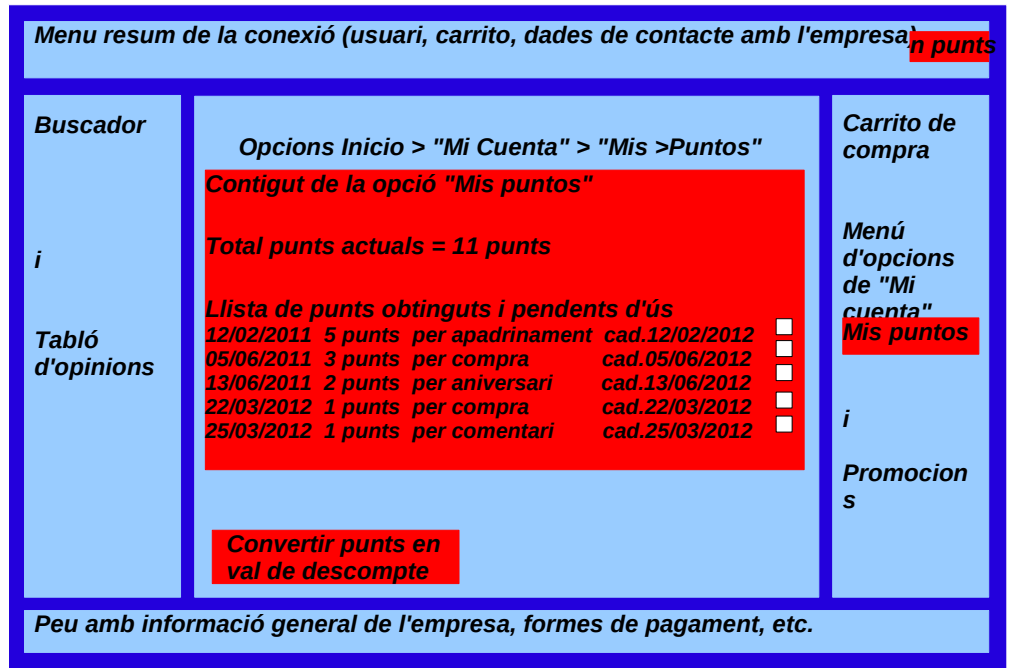 Menu resum de la conexió (usuari, carrito, dades de contacte amb l'empresa)
n punts
Buscador
i
Tabló
d'opinions
Opcions Inicio > "Mi Cuenta" > "Mis >Puntos"
Contigut de la opció "Mis puntos"
Total punts actuals = 11 punts
Llista de punts obtinguts i pendents d'ús
12/02/2011 5 punts per apadrinament cad.12/02/2012
05/06/2011 3 punts per compra cad.05/06/2012
13/06/2011 2 punts per aniversari cad.13/06/2012
22/03/2012 1 punts per compra cad.22/03/2012
25/03/2012 1 punts per comentari cad.25/03/2012
Convertir punts en
val de descompte
Carrito de
compra
Menú
d'opcions
de "Mi
cuenta"
Mis puntos
i
Promocion
s
Peu amb informació general de l'empresa, formes de pagament, etc.